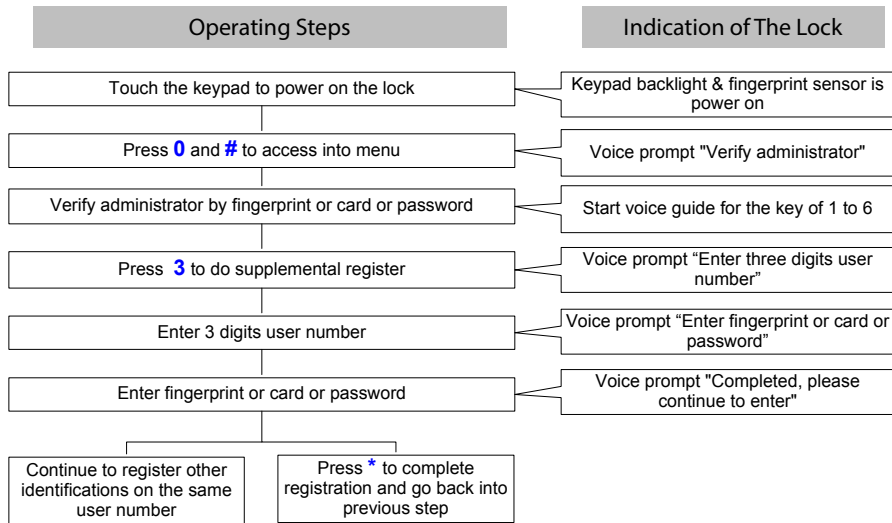 Operating Steps
Indication of The Lock
Touch the keypad to power on the lock
Keypad backlight & fingerprint sensor is
power on
Press 0 and # to access into menu
Voice prompt "Verify administrator"
Verify administrator by fingerprint or card or password
Start voice guide for the key of 1 to 6
Press 3 to do supplemental register
Voice prompt “Enter three digits user
number”
Enter 3 digits user number
Voice prompt “Enter fingerprint or card or
password”
Enter fingerprint or card or password
Voice prompt "Completed, please
continue to enter"
Continue to register other
identifications on the same
user number
Press * to complete
registration and go back into
previous step